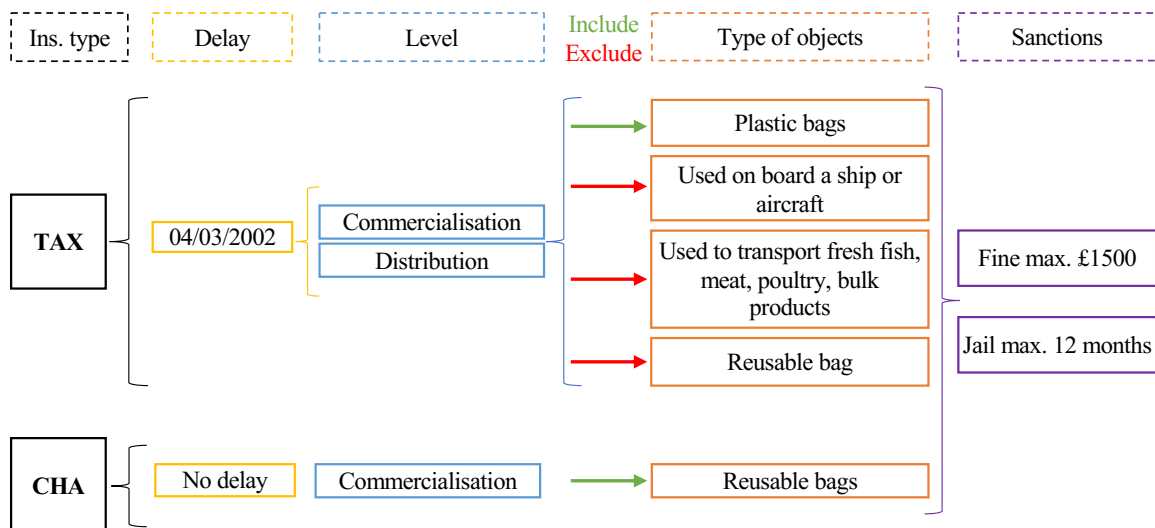 Ins. type
Delay
Level
Include
Exclude
Type of objects
Sanctions
TAX
04/03/2002
Commercialisation
Distribution
Plastic bags
Used on board a ship or
aircraft
Used to transport fresh fish,
meat, poultry, bulk
products
Reusable bag
Fine max. £1500
Jail max. 12 months
CHA
No delay
Commercialisation
Reusable bags